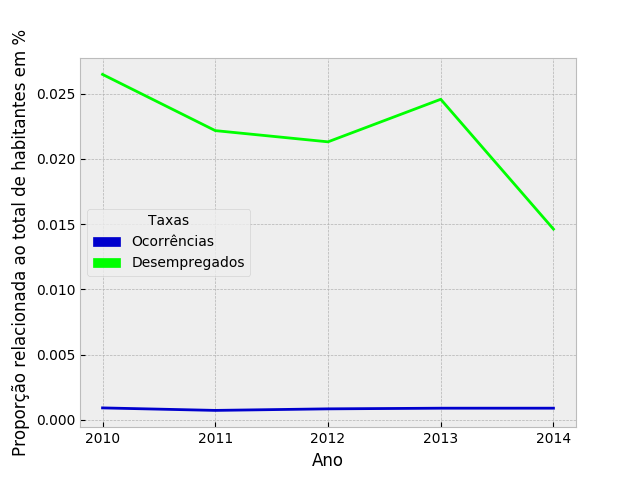 Proporção relacionada ao total de habitantes em %
0.025
0.020
0.015
0.010
0.005
0.000
Taxas
Ocorrências
Desempregados
2010 2011 2012 2013 2014
Ano